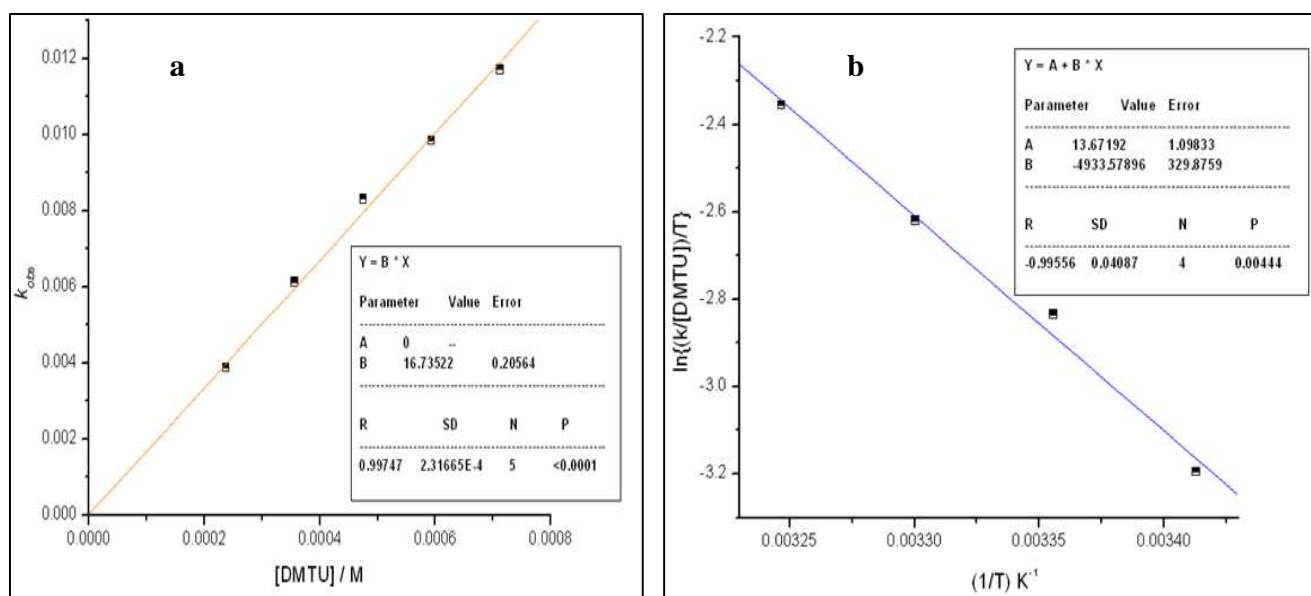 a
0.012
0.010
0.008
0.006
0.004
0.002
0.000
k_obs
Y = B * X
Parameter Value Error
A 0 --
B 16.73522 0.20564
R SD N P
0.99747 2.31665E-4 5 <0.0001
0.0000 0.0002 0.0004 0.0006 0.0008
[DMTU] / M
b
-2.2
-2.4
-2.6
-2.8
-3.0
-3.2
ln{(k/[DMTU])/T}
Y = A + B * X
Parameter Value Error
A 13.67192 1.09833
B -4933.57896 329.8759
R SD N P
-0.99556 0.04087 4 0.00444
0.00325 0.00330 0.00335 0.00340
(1/T) K⁻¹